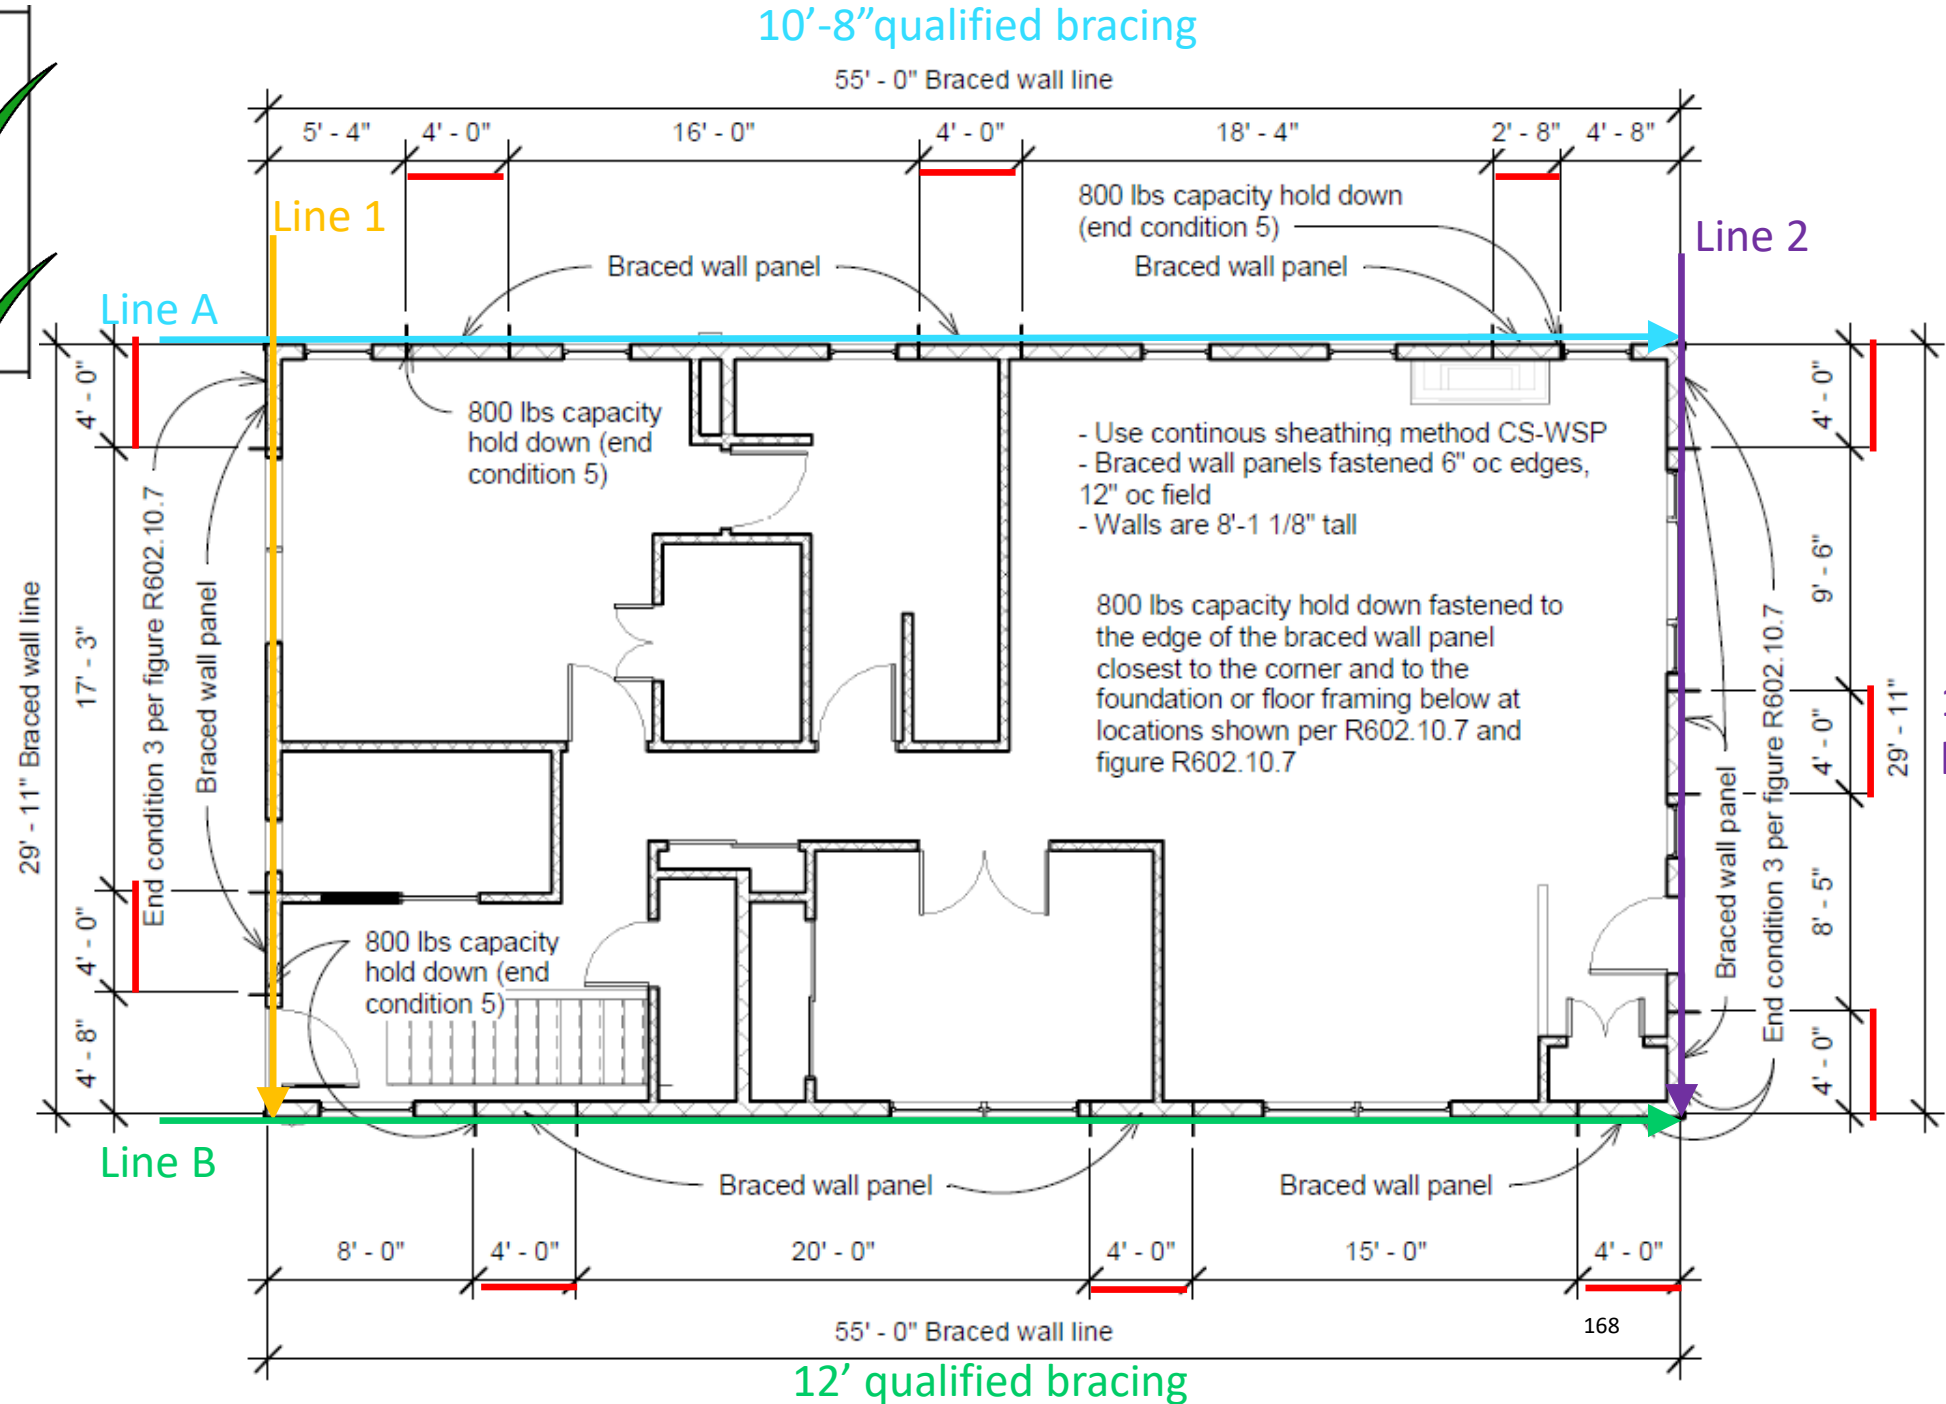 10’-8”qualified bracing
55' - 0" Braced wall line
5' - 4"
4' - 0"
16' - 0"
4' - 0"
18' - 4"
2' - 8"
4' - 8"
Line 1
800 lbs capacity hold down
(end condition 5)
Line 2
Braced wall panel
Braced wall panel
Line A
4' - 0"
17' - 3"
4' - 0"
4' - 8"
29' - 11" Braced wall line
End condition 3 per figure R602.10.7
Braced wall panel
800 lbs capacity
hold down (end
condition 5)
- Use continous sheathing method CS-WSP
- Braced wall panels fastened 6" oc edges,
12" oc field
- Walls are 8'-1 1/8" tall
800 lbs capacity hold down fastened to
the edge of the braced wall panel
closest to the corner and to the
foundation or floor framing below at
locations shown per R602.10.7 and
figure R602.10.7
800 lbs capacity
hold down (end
condition 5)
Braced wall panel
End condition 3 per figure R602.10.7
4' - 0"
9' - 6"
4' - 0"
8' - 5"
4' - 0"
29' - 11"
Line B
Braced wall panel
Braced wall panel
8' - 0"
4' - 0"
20' - 0"
4' - 0"
15' - 0"
4' - 0"
168
55' - 0" Braced wall line
12’ qualified bracing